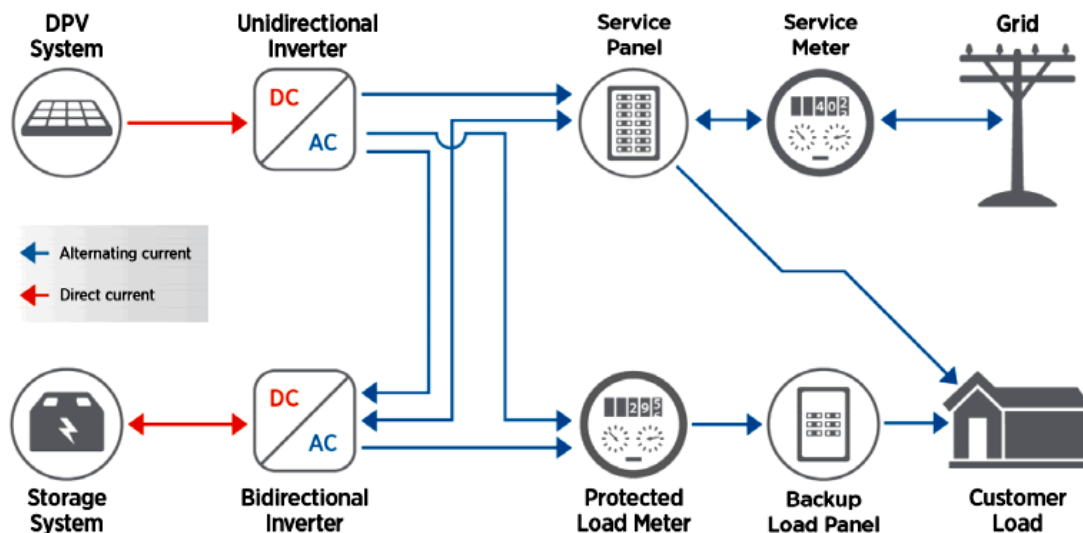 DPV
System
Unidirectional
Inverter
Service
Panel
Service
Meter
Grid
DC
AC
Alternating current
Direct current
DC
AC
Storage
System
Bidirectional
Inverter
Protected
Load Meter
Backup
Load Panel
Customer
Load